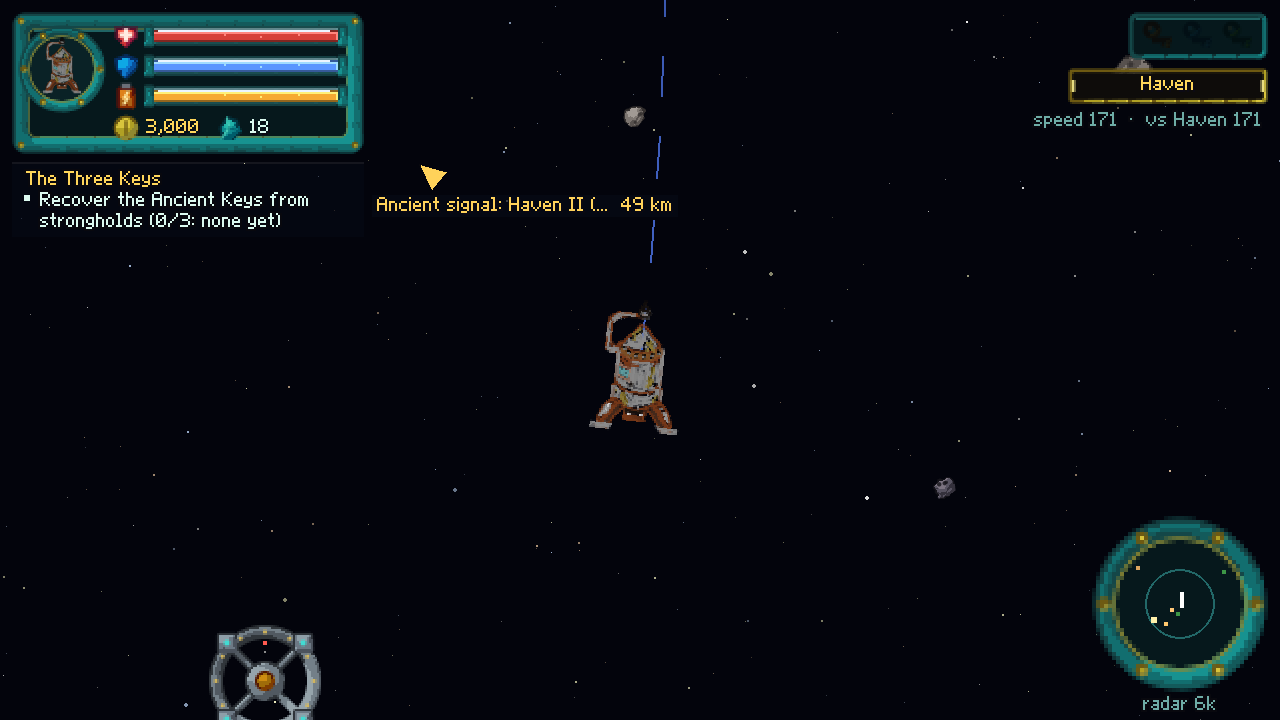 3,000 18
The Three Keys
Recover the Ancient Keys from
strongholds (0/3: none yet)
Ancient signal: Haven II (... 49 km
Haven
speed 171 · vs Haven 171
radar 6k